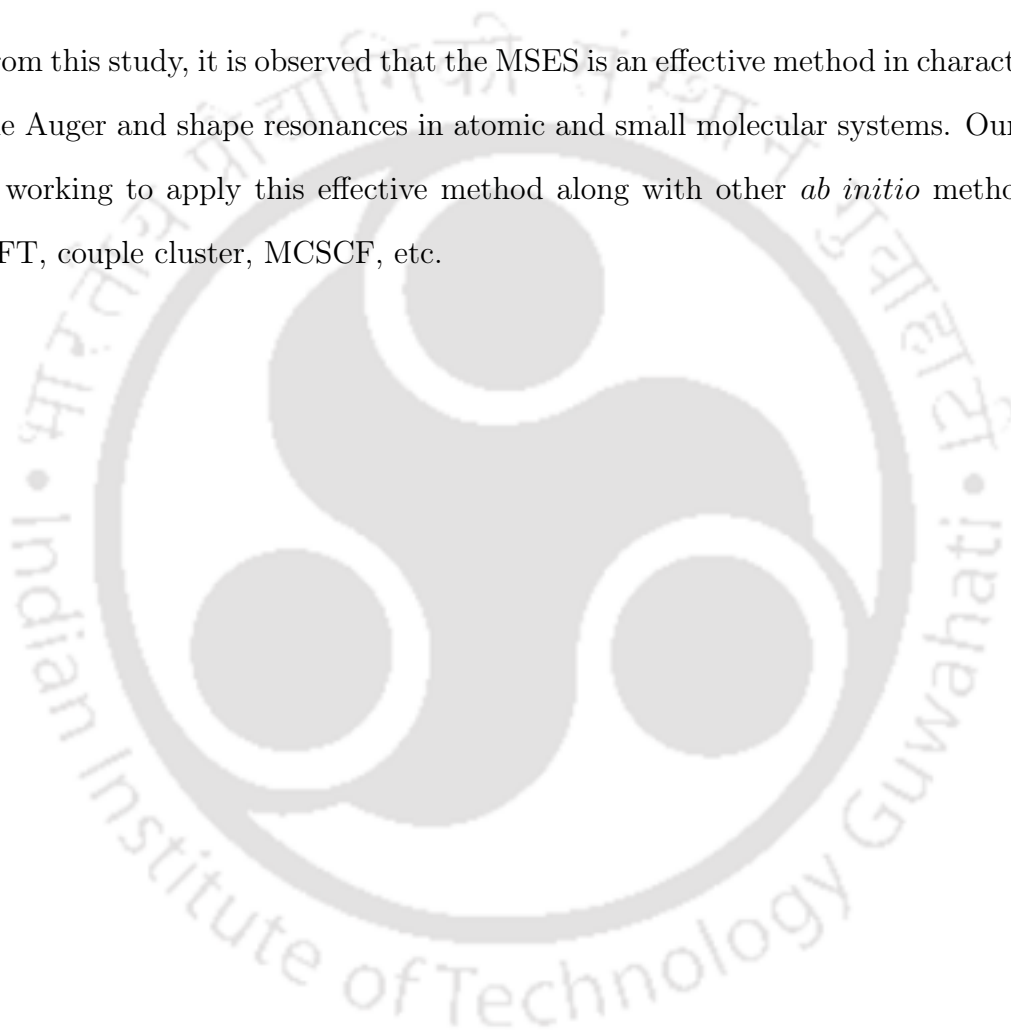 rom this study, it is observed that the MSES is an effective method in charact
e Auger and shape resonances in atomic and small molecular systems. Our
working to apply this effective method along with other ab initio metho
FT, couple cluster, MCSCF, etc.
Indian Institute of Technology Guwahati